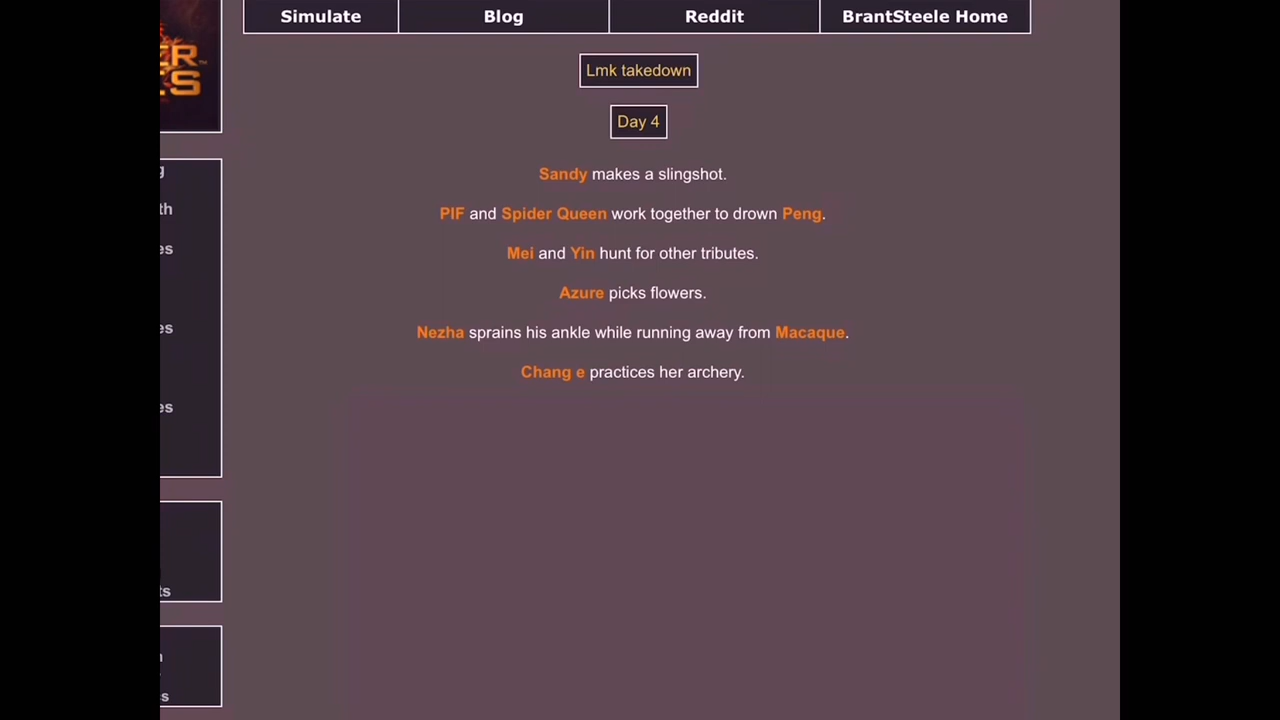 Simulate
Blog
Reddit
BrantSteele Home
Lmk takedown
Day 4
Sandy makes a slingshot.
PIF and Spider Queen work together to drown Peng.
Mei and Yin hunt for other tributes.
Azure picks flowers.
Nezha sprains his ankle while running away from Macaque.
Chang e practices her archery.